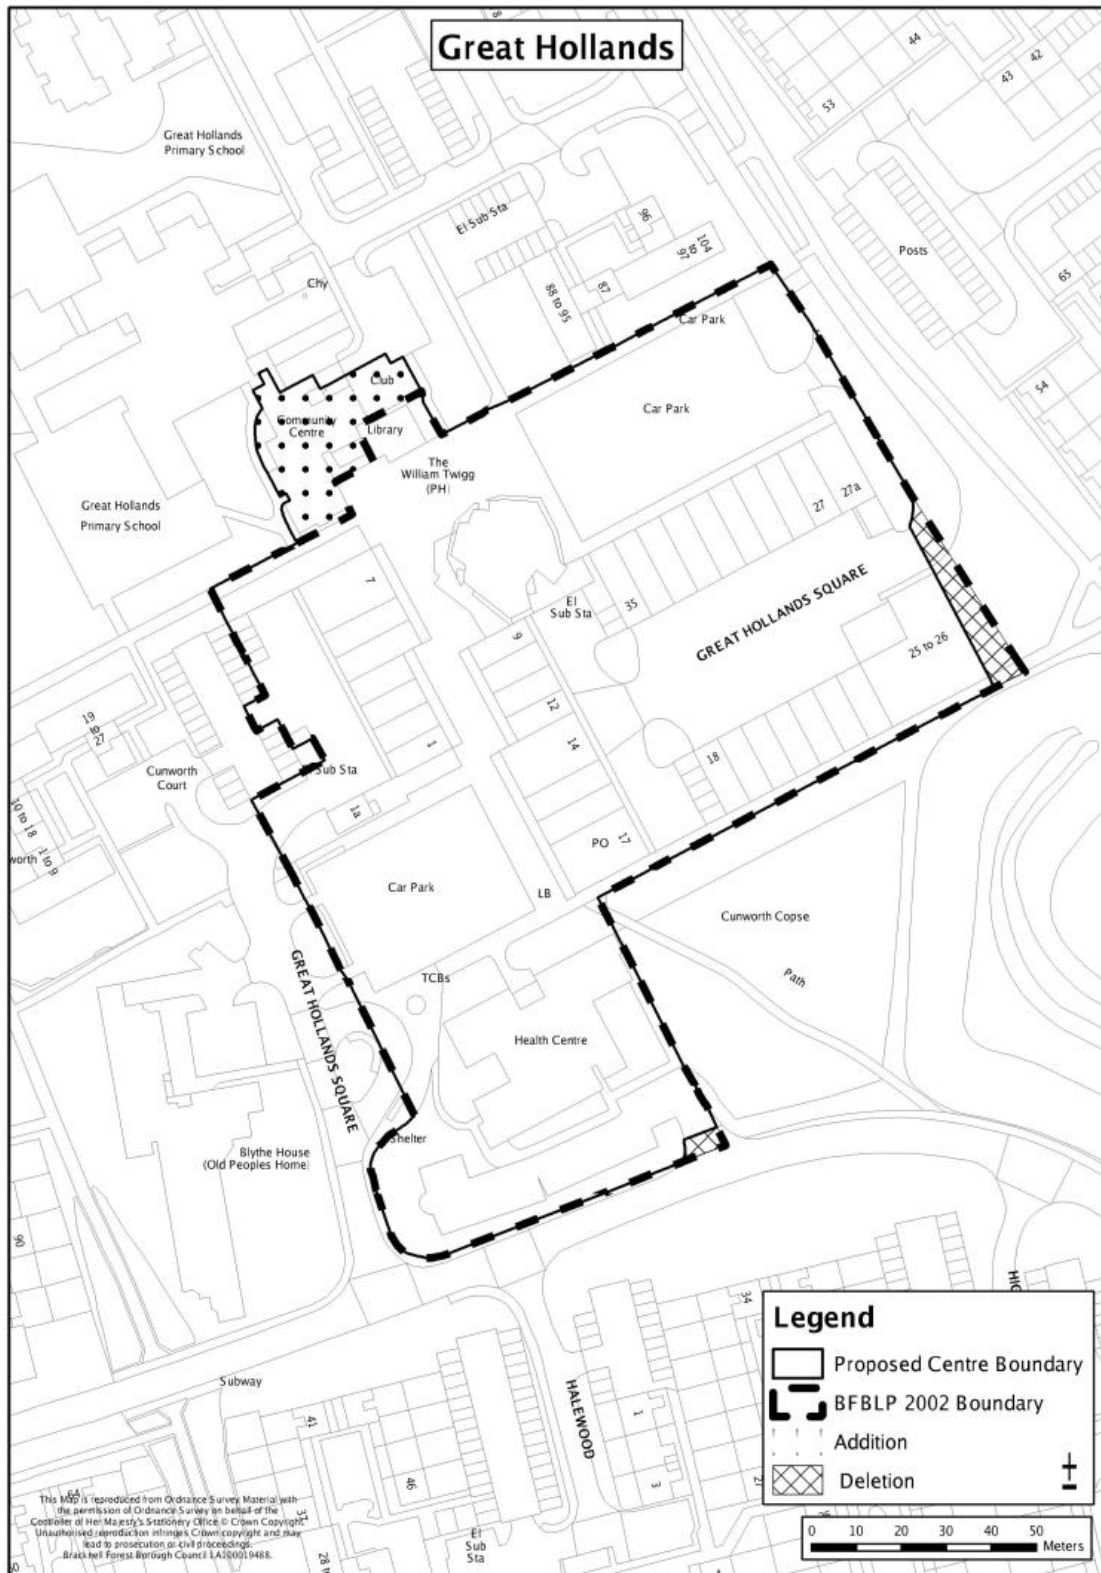 Great Hollands
8
44
42
43
53
Great Hollands
Primary School
El Sub Sta
96
97 to 104
Posts
65
Chy
87
88 to 95
Car Park
54
Club
Car Park
Community
Centre
Library
The
William Twigg
(PH)
27a
27
Great Hollands
Primary School
7
El
Sub Sta
35
GREAT HOLLANDS SQUARE
9
25 to 26
12
14
1
18
Cunworth
Court
Sub Sta
1a
10 to 18
1 to 9
worth
PO
17
Car Park
LB
Cunworth Copse
TCBs
Path
GREAT HOLLANDS SQUARE
Health Centre
Shelter
Blythe House
(Old Peoples Home)
90
34
Legend
Proposed Centre Boundary
BFBLP 2002 Boundary
Addition
Deletion
Subway
HALEWOOD
41
1
46
3
64
37
El
Sub
Sta
This Map is reproduced from Ordnance Survey Material with
the permission of Ordnance Survey on behalf of the
Controller of Her Majesty's Stationery Office © Crown Copyright.
Unauthorised reproduction infringes Crown copyright and may
lead to prosecution or civil proceedings.
Bracknell Forest Borough Council LA100019488.
0 10 20 30 40 50
Meters